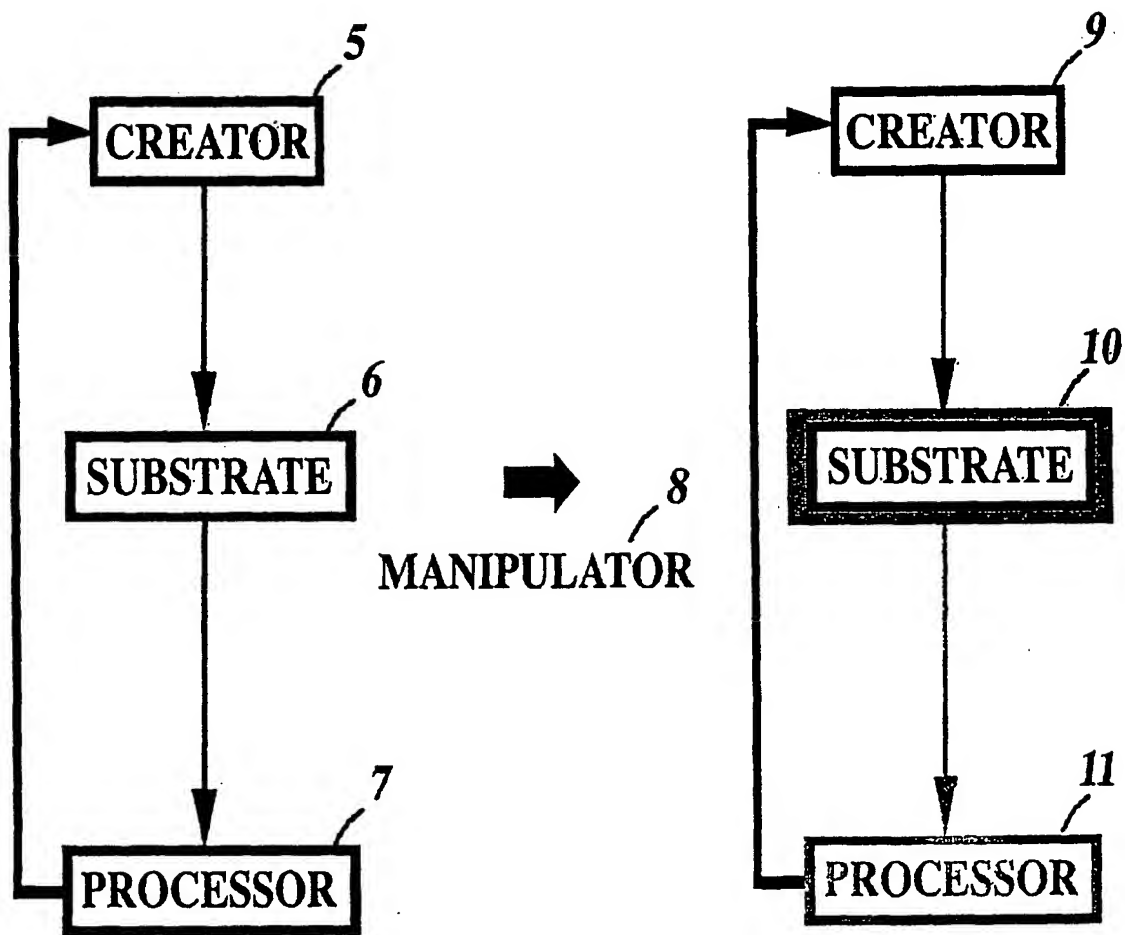 5
CREATOR
6
SUBSTRATE
7
PROCESSOR
8
MANIPULATOR
9
CREATOR
10
SUBSTRATE
11
PROCESSOR